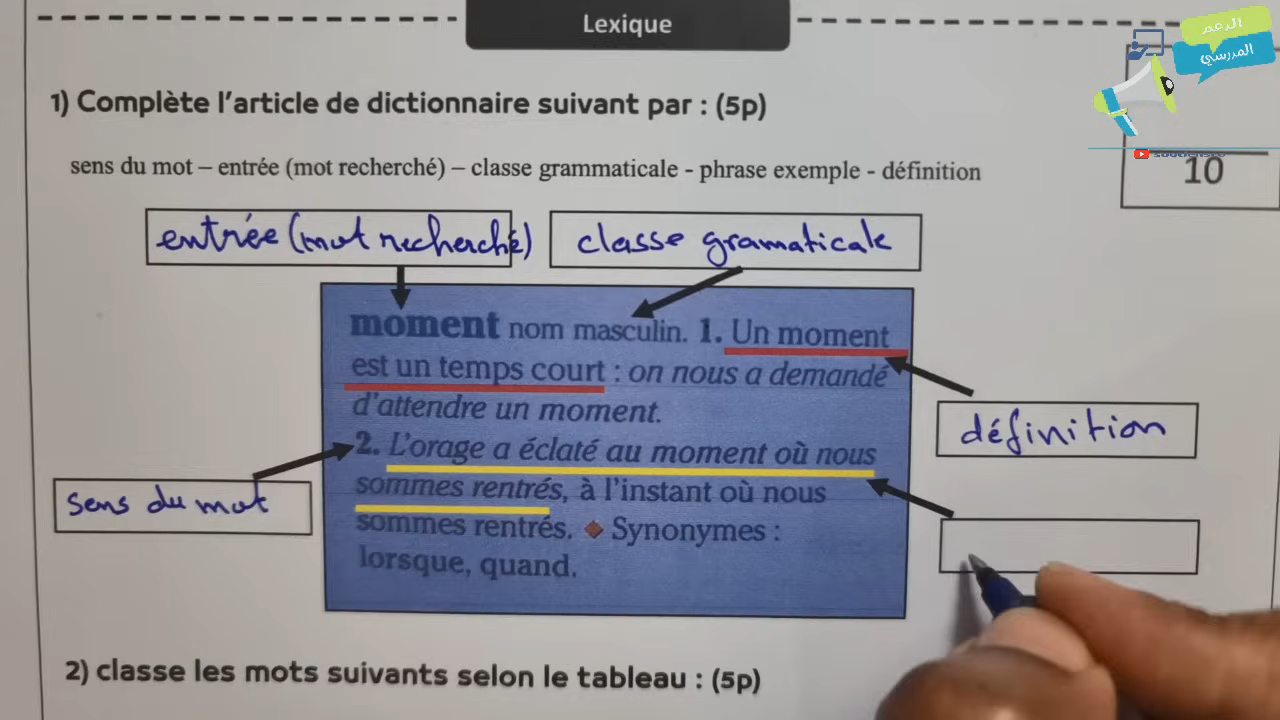 Lexique
الدعم
المدرسي
1) Complète l'article de dictionnaire suivant par : (5p)
sens du mot – entrée (mot recherché) – classe grammaticale - phrase exemple - définition
10
entrée (mot recherché)
classe gramaticale
moment nom masculin. 1. Un moment
est un temps court : on nous a demandé
d'attendre un moment.
2. L'orage a éclaté au moment où nous
sommes rentrés, à l'instant où nous
sommes rentrés. ◆ Synonymes :
lorsque, quand.
définition
sens du mot
2) classe les mots suivants selon le tableau : (5p)